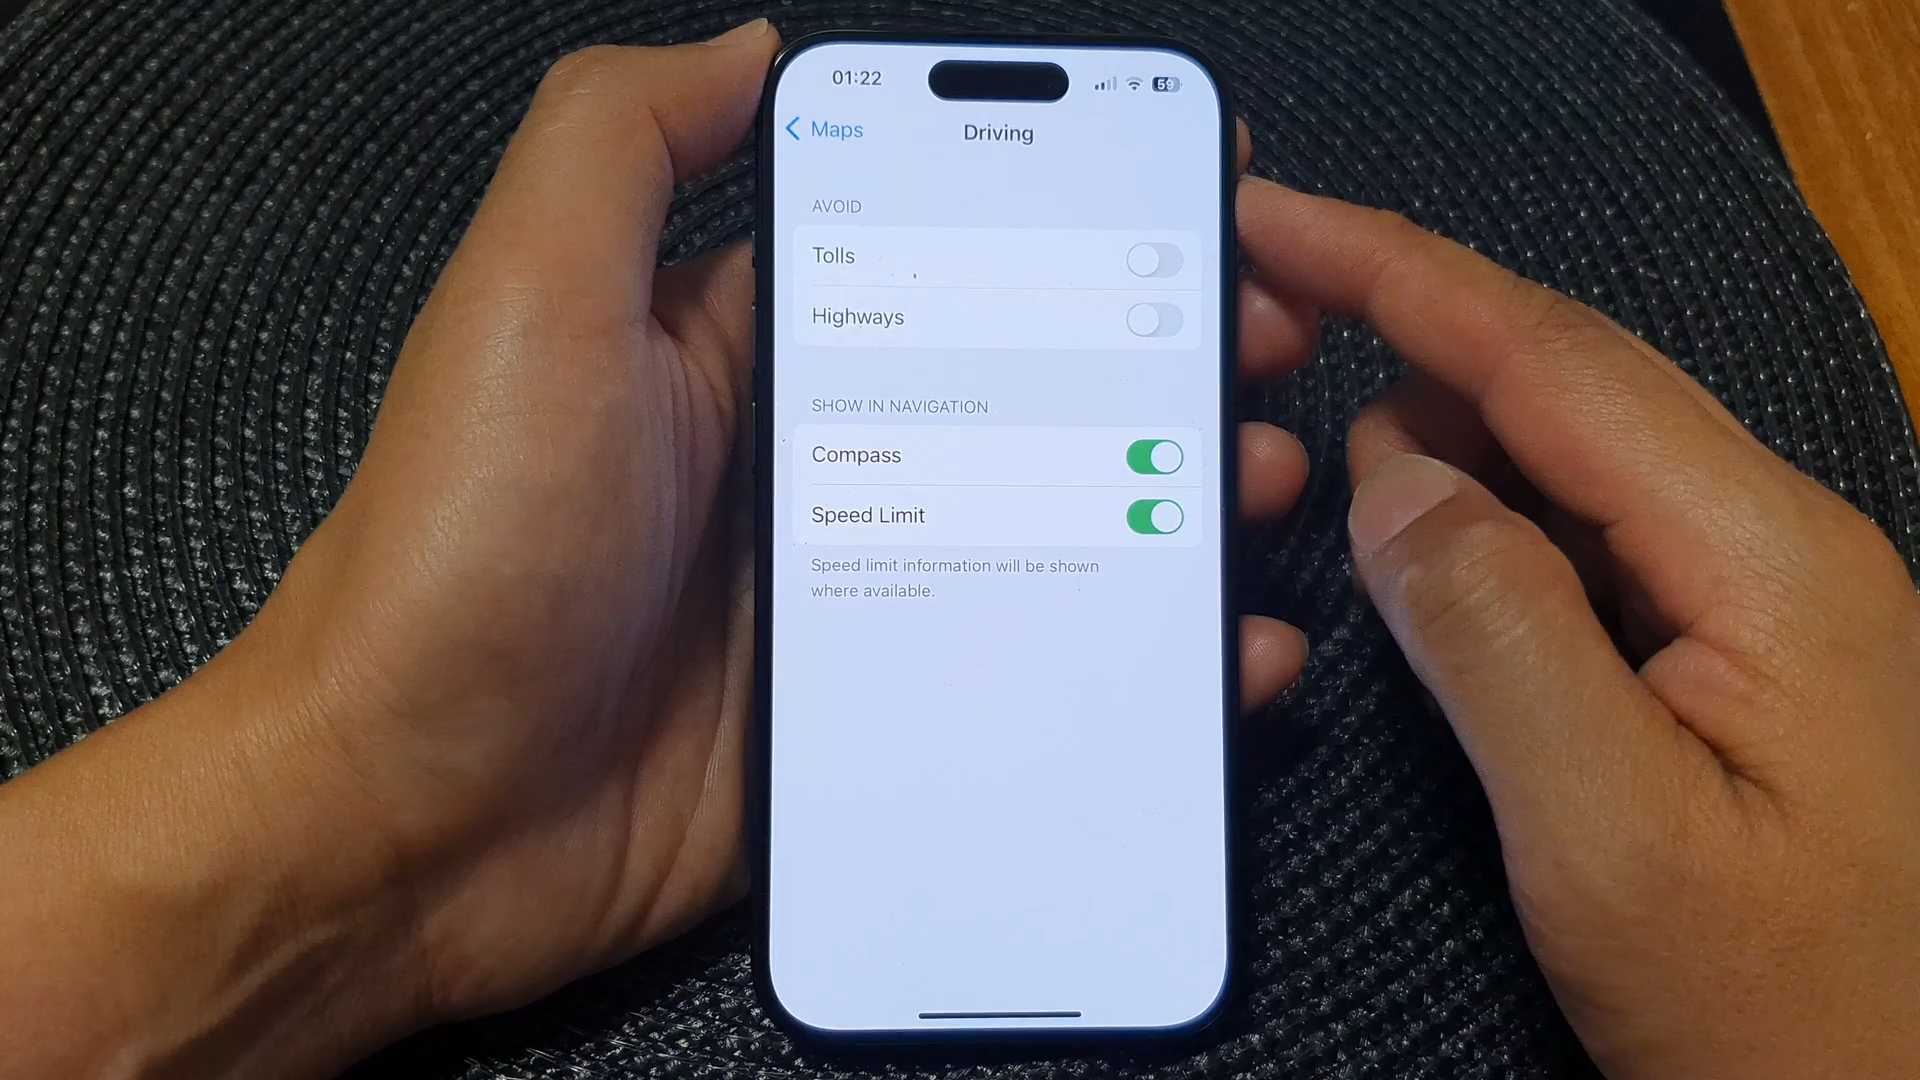 01:22
59
Maps
Driving
AVOID
Tolls
Highways
SHOW IN NAVIGATION
Compass
Speed Limit
Speed limit information will be shown
where available.